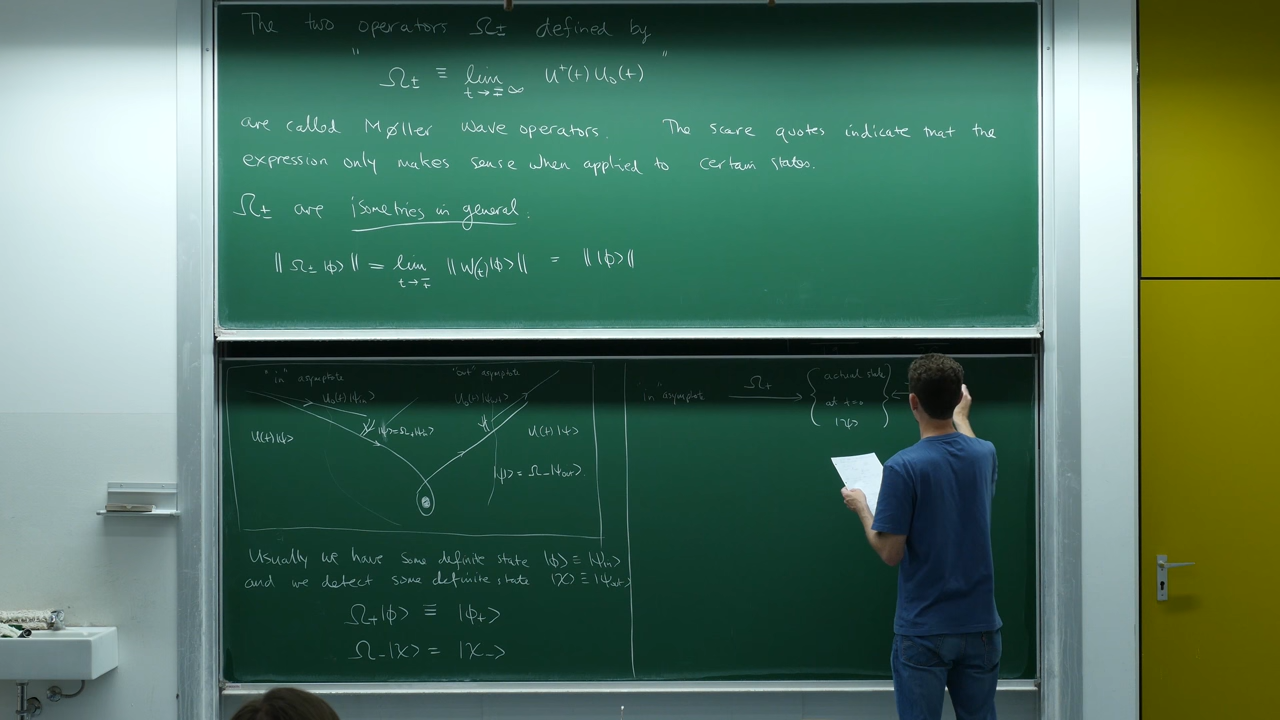 The two operators Ω± defined by
" Ω± ≡ lim t→∓∞ U†(t) U₀(t) "
are called Møller wave operators. The scare quotes indicate that the
expression only makes sense when applied to certain states.
Ω± are isometries in general.
‖ Ω± |ϕ⟩ ‖ = lim t→∓ ‖ W(t)|ϕ⟩ ‖ = ‖ |ϕ⟩ ‖
"in" asymptote
"out" asymptote
U₀(t)|ψin⟩
U₀(t)|ψout⟩
|ψ⟩=Ω+|ψin⟩
U(t)|ψ⟩
U(t)|ψ⟩
|ψ⟩ = Ω-|ψout⟩
Usually we have some definite state |ϕ⟩ ≡ |ψin⟩
and we detect some definite state |χ⟩ ≡ |ψout⟩
Ω+|ϕ⟩ ≡ |ϕ+⟩
Ω-|χ⟩ = |χ-⟩
"in" asymptote Ω+ → { actual state
at t=0
|ψ⟩ } ←